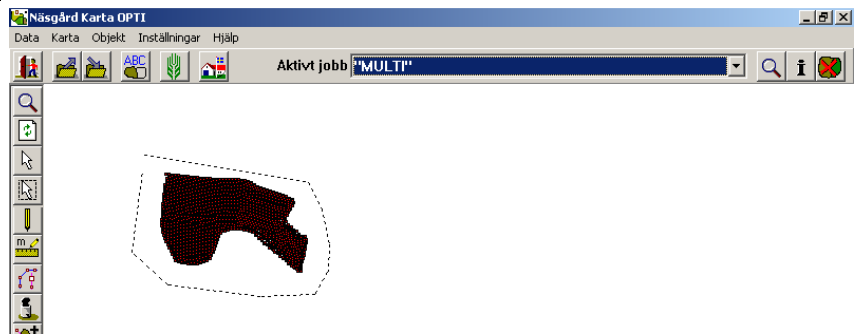 Näsgård Karta OPTI
Data Karta Objekt Inställningar Hjälp
ABC
Aktivt jobb "MULTI"
i
m